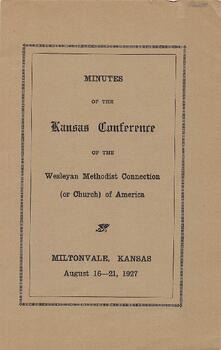 MINUTES
OF THE
Kansas Conference
OF THE
Wesleyan Methodist Connection
(or Church) of America
MILTONVALE, KANSAS
August 16—21, 1927